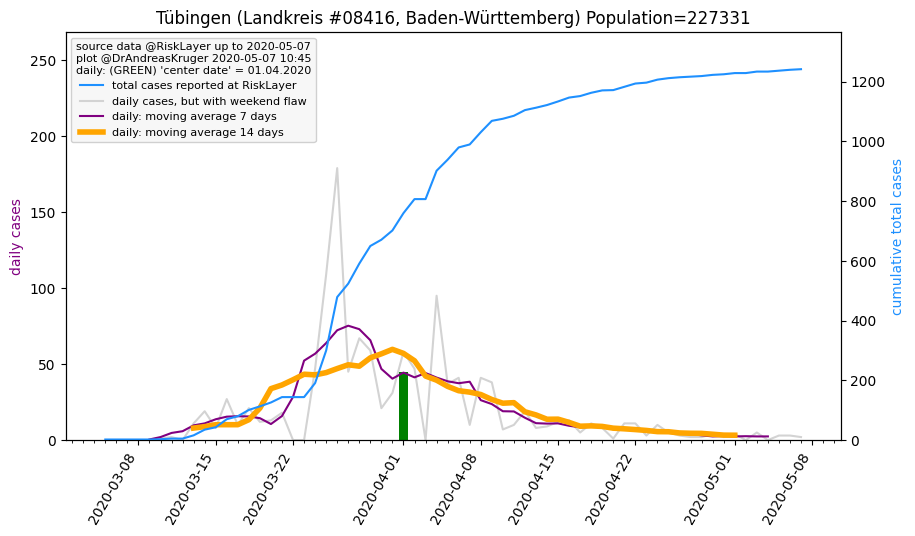 Tübingen (Landkreis #08416, Baden-Württemberg) Population=227331
source data @RiskLayer up to 2020-05-07
plot @DrAndreasKruger 2020-05-07 10:45
daily: (GREEN) 'center date' = 01.04.2020
total cases reported at RiskLayer
daily cases, but with weekend flaw
daily: moving average 7 days
daily: moving average 14 days
daily cases
250
200
150
100
50
0
cumulative total cases
1200
1000
800
600
400
200
0
2020-03-08
2020-03-15
2020-03-22
2020-04-01
2020-04-08
2020-04-15
2020-04-22
2020-05-01
2020-05-08